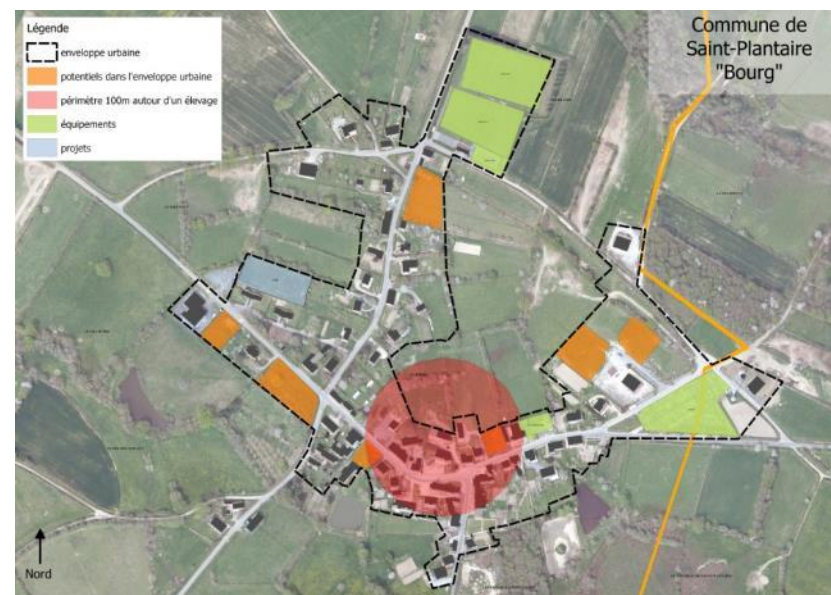 Légende
enveloppe urbaine
potentiels dans l'enveloppe urbaine
périmètre 100m autour d'un élevage
équipements
projets
Commune de
Saint-Plantaire
"Bourg"
Nord